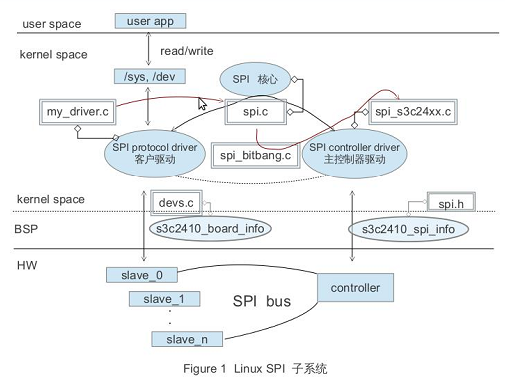 user space
user app
kernel space
read/write
/sys, /dev
SPI 核心
my_driver.c
spi.c
spi_s3c24xx.c
SPI protocol driver
客户驱动
spi_bitbang.c
SPI controller driver
主控制器驱动
kernel space
devs.c
spi.h
BSP
s3c2410_board_info
s3c2410_spi_info
HW
slave_0
slave_1
SPI bus
controller
.
.
slave_n
Figure 1 Linux SPI 子系统